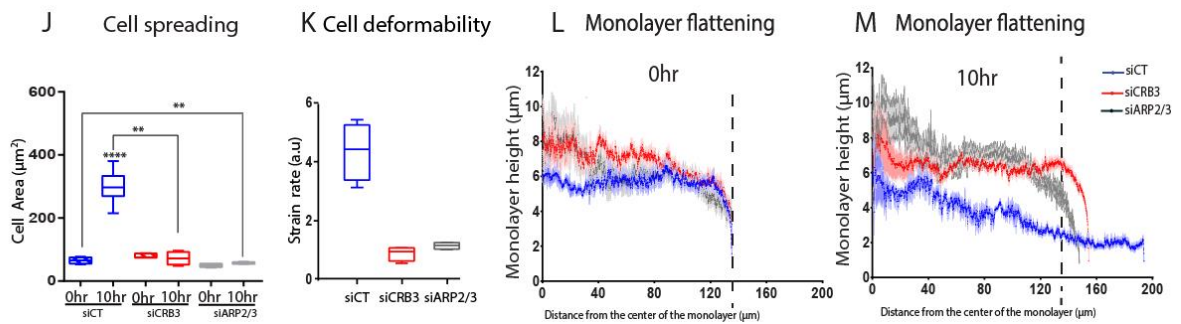 J Cell spreading
Cell Area (µm²)
600
400
200
0
**
**
****
0hr 10hr 0hr 10hr 0hr 10hr
siCT siCRB3 siARP2/3
K Cell deformability
Strain rate (a.u)
6
4
2
0
siCT siCRB3 siARP2/3
L Monolayer flattening
0hr
Monolayer height (µm)
12
10
8
6
4
2
0
0 40 80 120 160 200
Distance from the center of the monolayer (µm)
M Monolayer flattening
10hr
Monolayer height (µm)
12
10
8
6
4
2
0
0 40 80 120 160 200
Distance from the center of the monolayer (µm)
siCT
siCRB3
siARP2/3